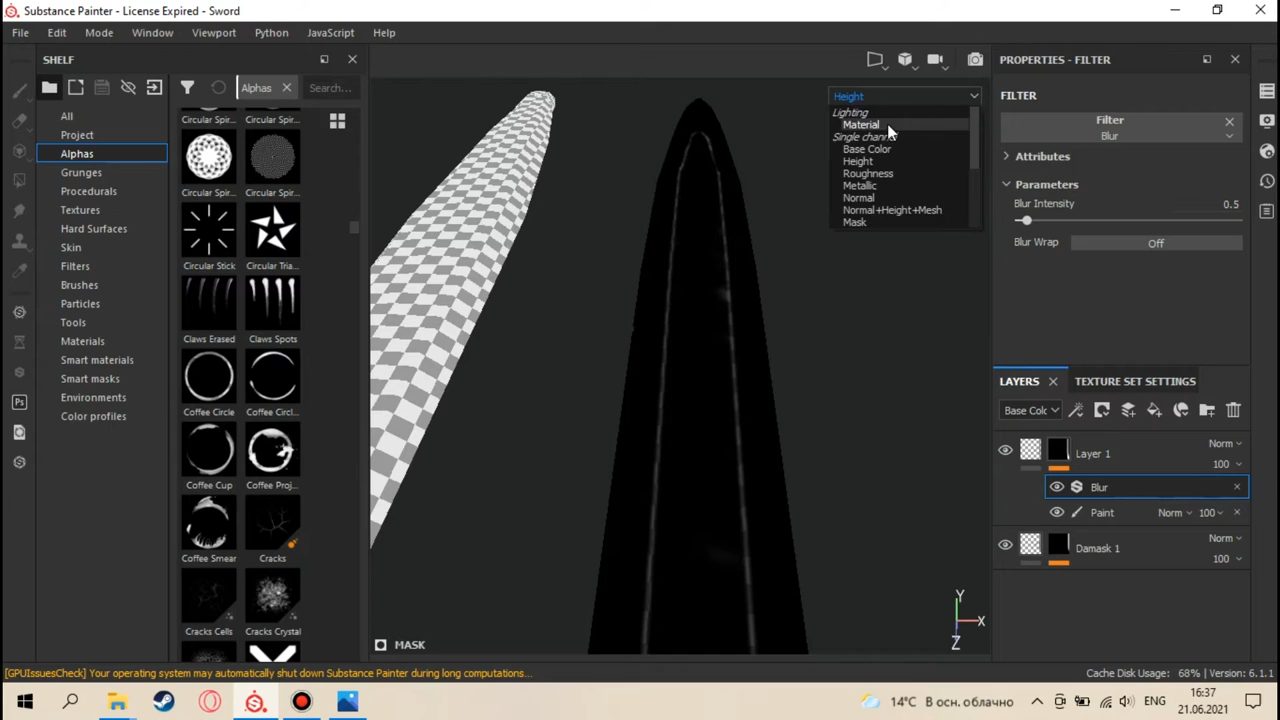 Substance Painter - License Expired - Sword
File Edit Mode Window Viewport Python JavaScript Help
SHELF
Alphas
Search...
All
Project
Alphas
Grunges
Procedurals
Textures
Hard Surfaces
Skin
Filters
Brushes
Particles
Tools
Materials
Smart materials
Smart masks
Environments
Color profiles
Circular Spir... Circular Spir...
Circular Spir... Circular Spir...
Circular Stick Circular Tria...
Claws Erased Claws Spots
Coffee Circle Coffee Circl...
Coffee Cup Coffee Proj...
Coffee Smear Cracks
Cracks Cells Cracks Crystal
Height
Lighting
Material
Base Color
Height
Roughness
Metallic
Normal
Normal+Height+Mesh
Mask
MASK
Y
X
Z
PROPERTIES - FILTER
FILTER
Filter
Blur
Attributes
Parameters
Blur Intensity 0.5
Blur Wrap Off
LAYERS TEXTURE SET SETTINGS
Base Col
Ps
Layer 1 Norm
100
Blur
Paint Norm 100
Damask 1 Norm
100
[GPUIssuesCheck] Your operating system may automatically shut down Substance Painter during long computations...
Cache Disk Usage: 68% | Version: 6.1.1
14°C В осн. облачно
ENG
16:37
21.06.2021